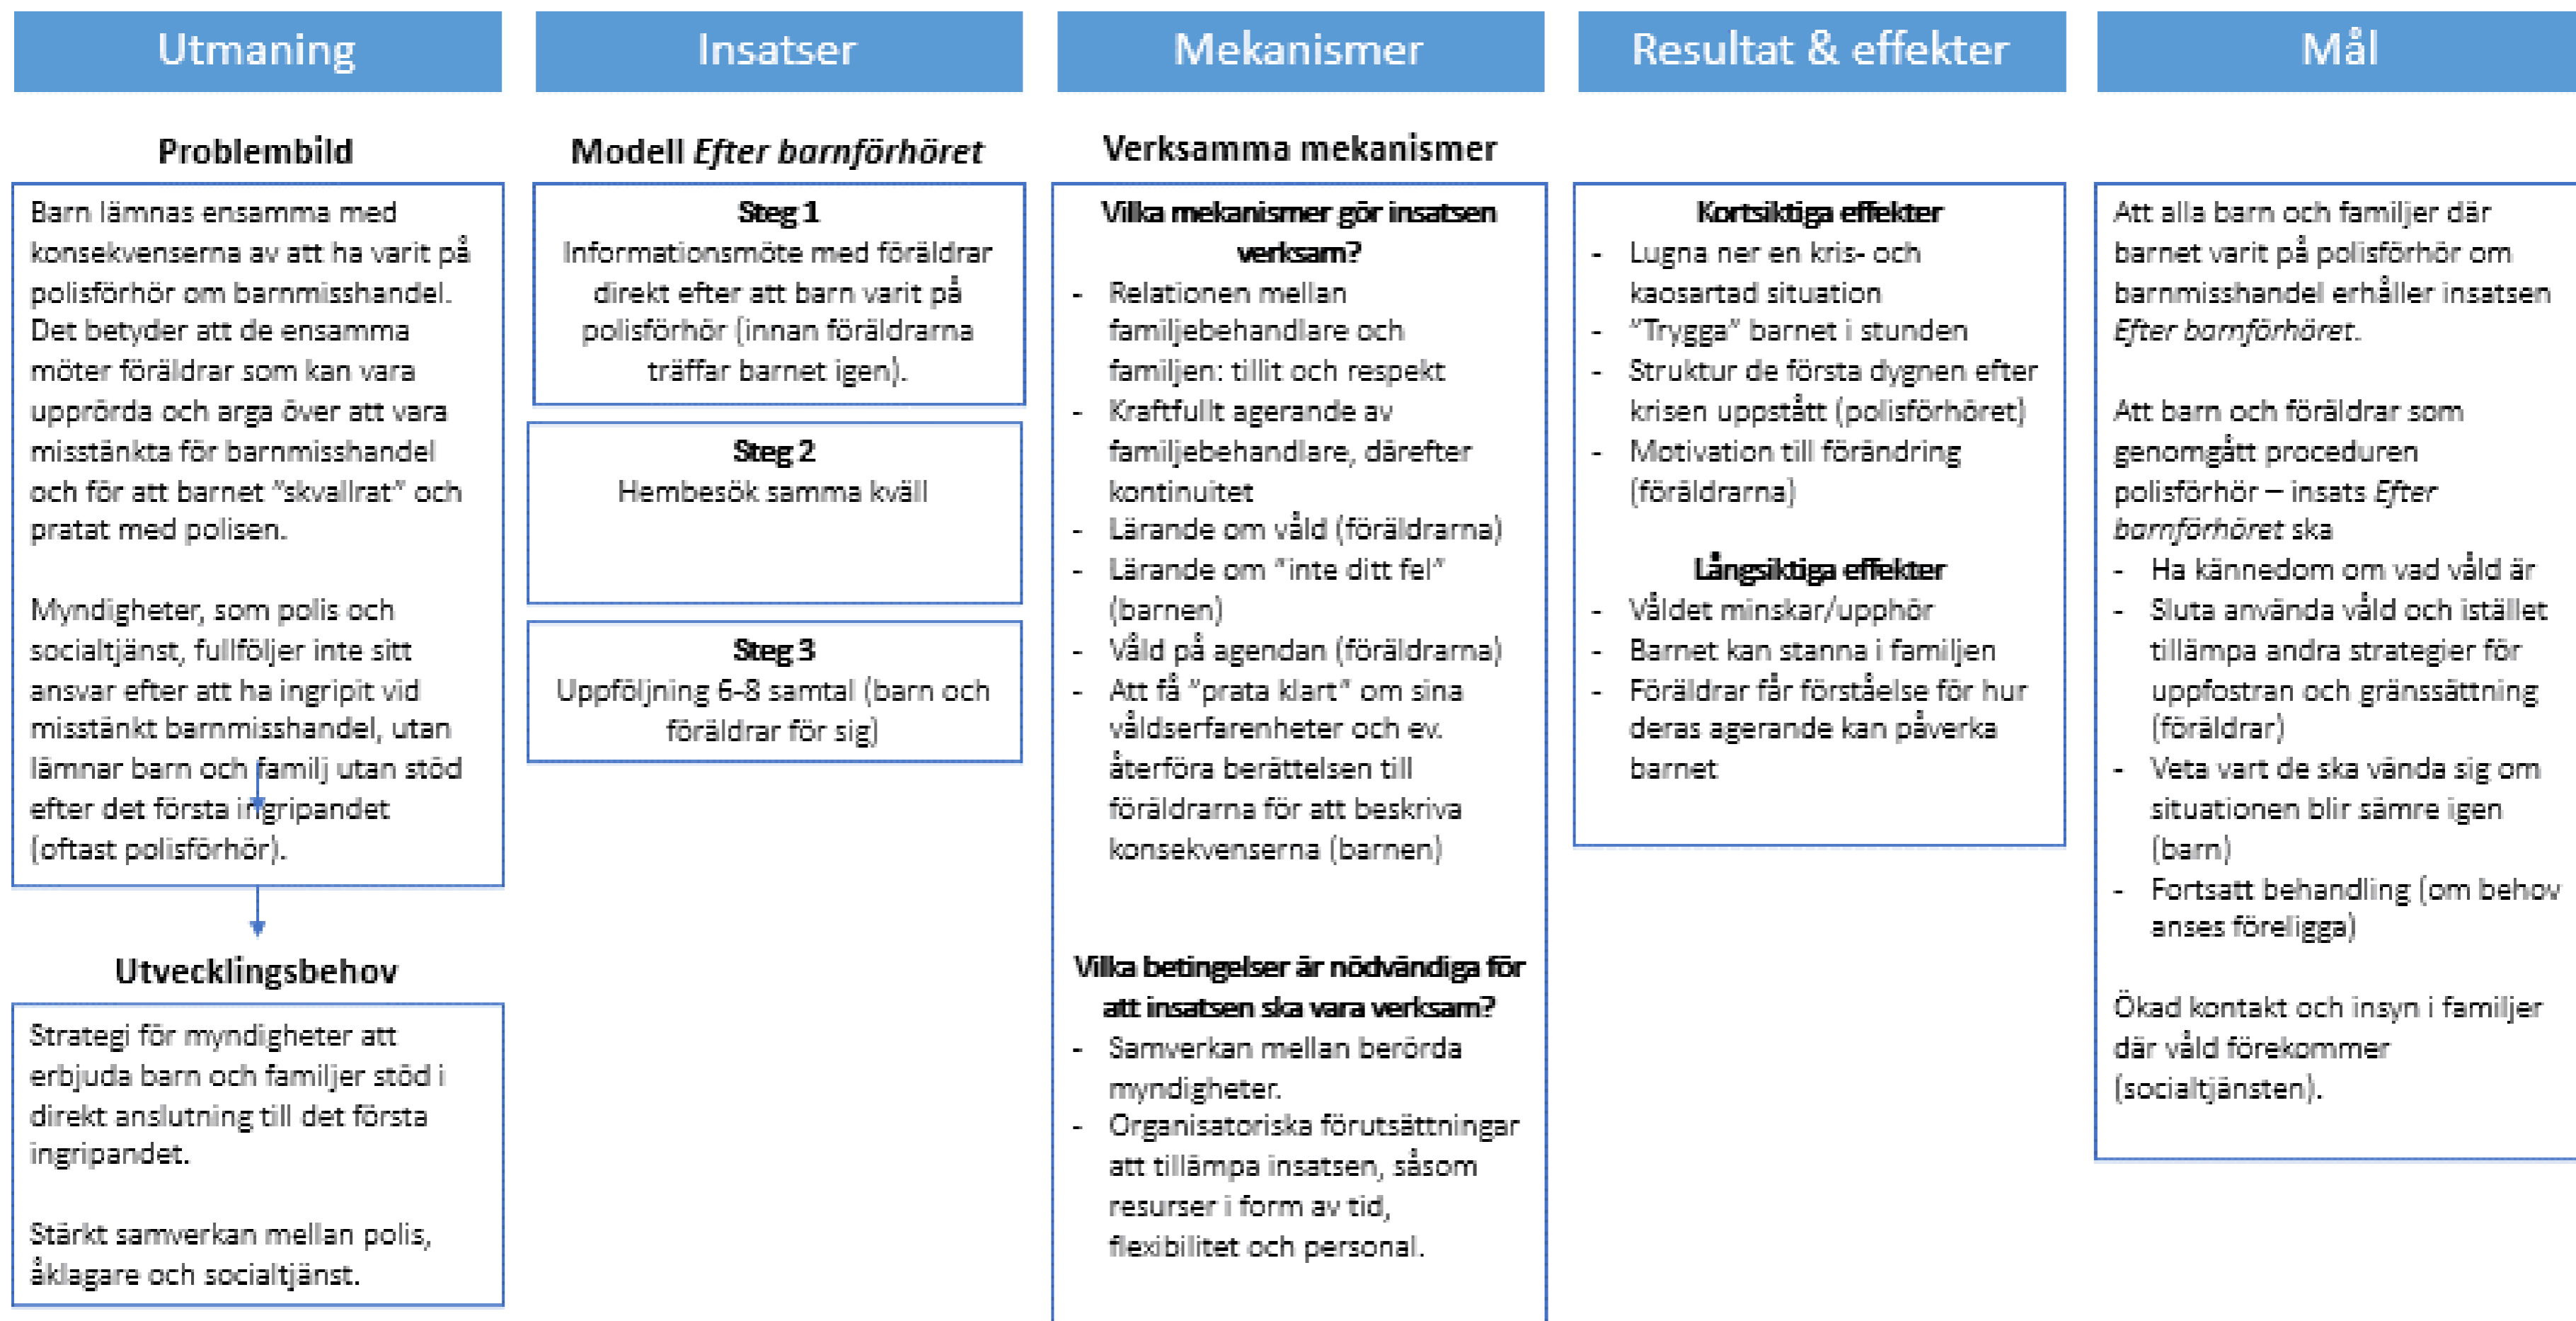 Utmaning
Problembild
Barn lämnas ensamma med
konsekvenserna av att ha varit på
polisförhör om barnmisshandel.
Det betyder att de ensamma
möter föräldrar som kan vara
upprörda och arga över att vara
misstänkta för barnmisshandel
och för att barnet "skvallrat" och
pratat med polisen.
Myndigheter, som polis och
socialtjänst, fullföljer inte sitt
ansvar efter att ha ingripit vid
misstänkt barnmisshandel, utan
lämnar barn och familj utan stöd
efter det första ingripandet
(oftast polisförhör).
Utvecklingsbehov
Strategi för myndigheter att
erbjuda barn och familjer stöd i
direkt anslutning till det första
ingripandet.
Stärkt samverkan mellan polis,
åklagare och socialtjänst.
Insatser
Modell Efter barnförhöret
Steg 1
Informationsmöte med föräldrar
direkt efter att barn varit på
polisförhör (innan föräldrarna
träffar barnet igen).
Steg 2
Hembesök samma kväll
Steg 3
Uppföljning 6-8 samtal (barn och
föräldrar för sig)
Mekanismer
Verksamma mekanismer
Vilka mekanismer gör insatsen
verksam?
- Relationen mellan
familjebehandlare och
familjen: tillit och respekt
- Kraftfullt agerande av
familjebehandlare, därefter
kontinuitet
- Lärande om våld (föräldrarna)
- Lärande om "inte ditt fel"
(barnen)
- Våld på agendan (föräldrarna)
- Att få "prata klart" om sina
våldserfarenheter och ev.
återföra berättelsen till
föräldrarna för att beskriva
konsekvenserna (barnen)
Vilka betingelser är nödvändiga för
att insatsen ska vara verksam?
- Samverkan mellan berörda
myndigheter.
- Organisatoriska förutsättningar
att tillämpa insatsen, såsom
resurser i form av tid,
flexibilitet och personal.
Resultat & effekter
Kortsiktiga effekter
- Lugna ner en kris- och
kaosartad situation
- "Trygga" barnet i stunden
- Struktur de första dygnen efter
krisen uppstått (polisförhöret)
- Motivation till förändring
(föräldrarna)
Långsiktiga effekter
- Våldet minskar/upphör
- Barnet kan stanna i familjen
- Föräldrar får förståelse för hur
deras agerande kan påverka
barnet
Mål
Att alla barn och familjer där
barnet varit på polisförhör om
barnmisshandel erhåller insatsen
Efter barnförhöret.
Att barn och föräldrar som
genomgått proceduren
polisförhör – insats Efter
barnförhöret ska
- Ha kännedom om vad våld är
- Sluta använda våld och istället
tillämpa andra strategier för
uppfostran och gränssättning
(föräldrar)
- Veta vart de ska vända sig om
situationen blir sämre igen
(barn)
- Fortsatt behandling (om behov
anses föreligga)
Ökad kontakt och insyn i familjer
där våld förekommer
(socialtjänsten).